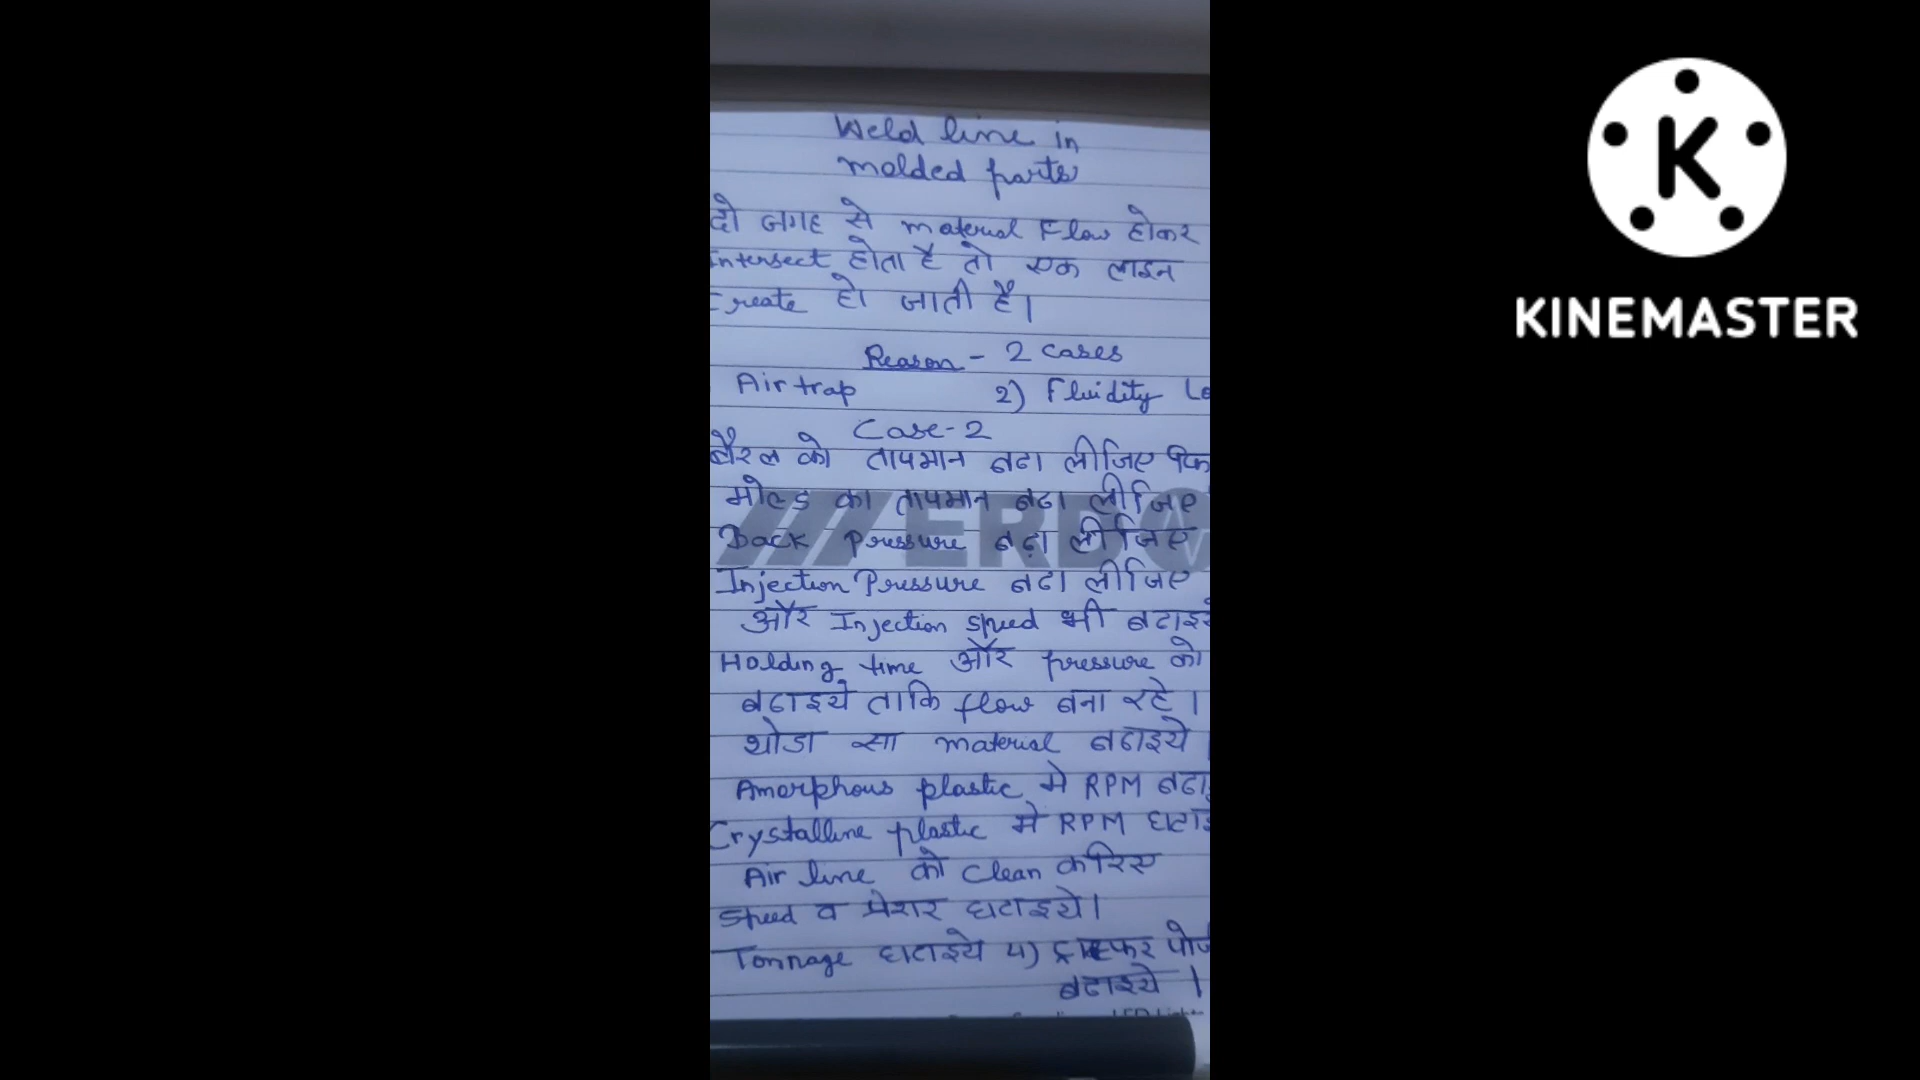 Weld line in
molded parts
दो जगह से material Flow होकर
intersect होता है तो एक लाइन
create हो जाती है।
Reason - 2 cases
Air trap 2) Fluidity
Case-2
बैरल को तापमान बढा लीजिए
मोल्ड का तापमान बढा लीजिए
Back Pressure बढ़ा लीजिए
Injection Pressure बढा लीजिए
और Injection speed भी बढाइये
Holding time और pressure को
बढाइये ताकि flow बना रहे।
थोडा सा material बढाइये।
Amorphous plastic मे RPM
Crystalline plastic मे RPM
Air line को clean करिए
speed व प्रेशर घटाइये।
Tonnage घटाइये 4)
बढाइये।
KINEMASTER